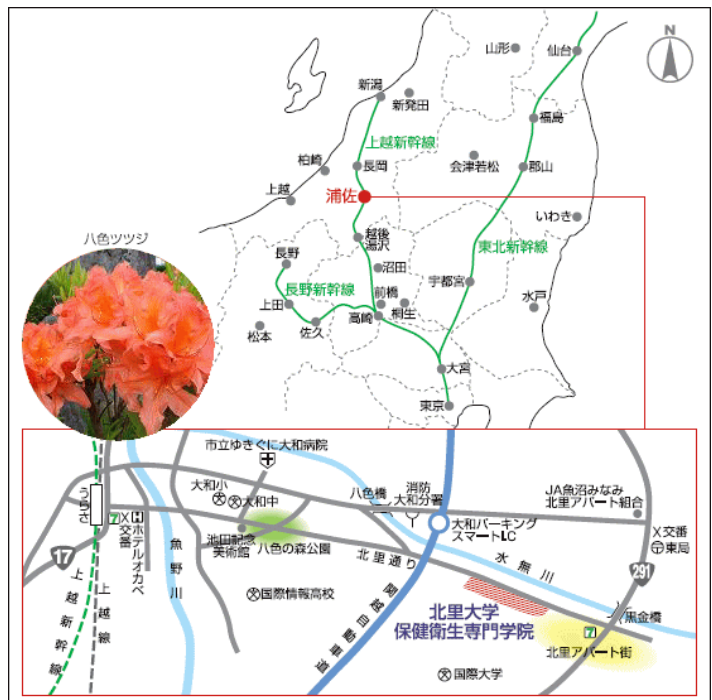 N
山形
仙台
新潟
新発田
福島
上越新幹線
柏崎
長岡
会津若松
郡山
上越
浦佐
いわき
八色ツツジ
越後
湯沢
東北新幹線
長野
沼田
長野新幹線
宇都宮
前橋
上田
桐生
水戸
高崎
佐久
松本
大宮
東京
市立ゆきぐに大和病院
大和小
大和中
八色橋
消防
大和分署
JA魚沼みなみ
北里アパート組合
うらさ
7
X
交番
H
ホテルオカベ
池田記念
美術館
八色の森公園
大和パーキング
スマートLC
X交番
東局
17
魚野川
北里通り
水無川
291
国際情報高校
関越自動車道
北里大学
保健衛生専門学院
黒金橋
7
北里アパート街
上越新幹線
上越線
国際大学